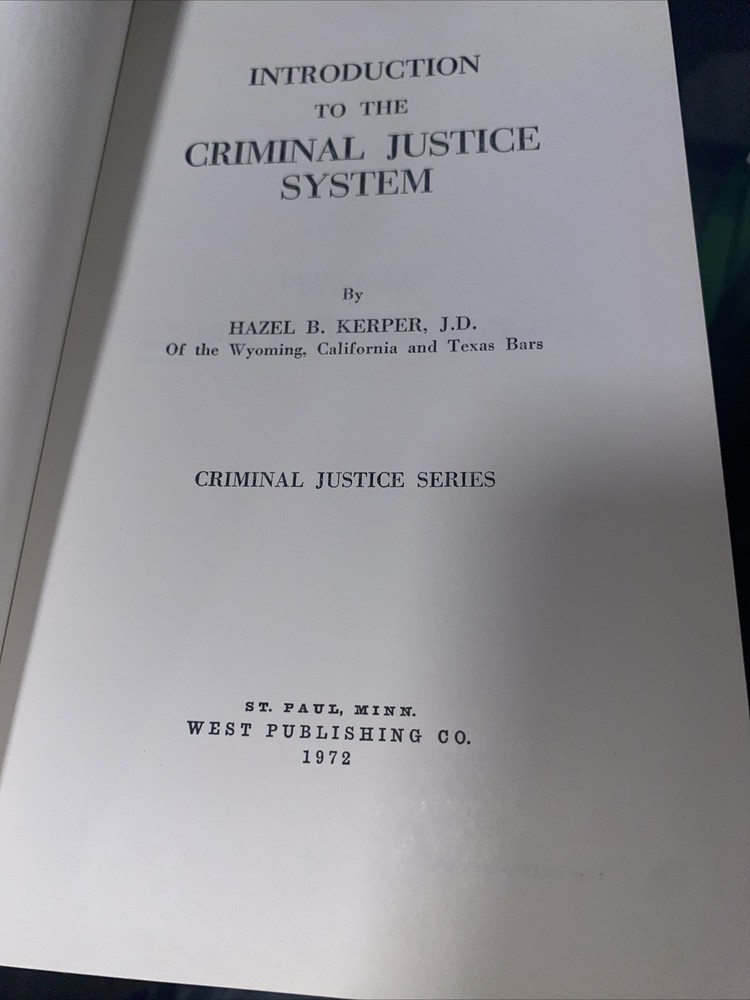 INTRODUCTION
TO THE
CRIMINAL JUSTICE
SYSTEM
By
HAZEL B. KERPER, J.D.
Of the Wyoming, California and Texas Bars
CRIMINAL JUSTICE SERIES
ST. PAUL, MINN.
WEST PUBLISHING CO.
1972